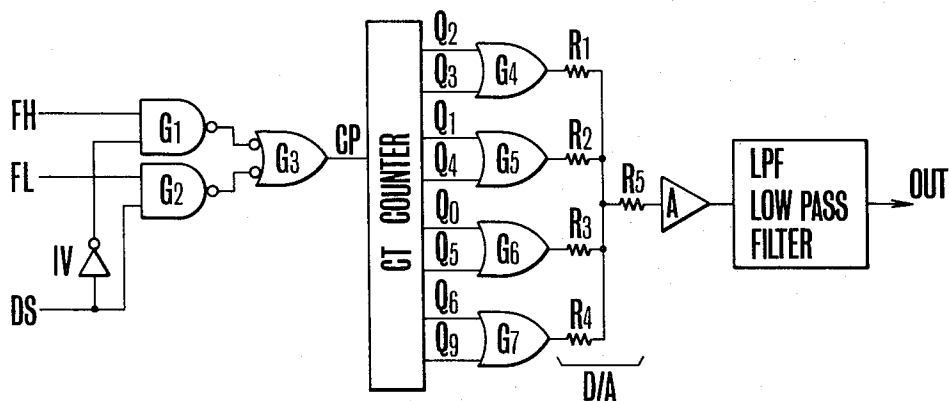 FH
FL
DS
IV
G1
G2
G3
CP
CT COUNTER
Q2
Q3
Q1
Q4
Q0
Q5
Q6
Q9
G4
G5
G6
G7
R1
R2
R3
R4
D/A
R5
A
LPF
LOW PASS
FILTER
OUT